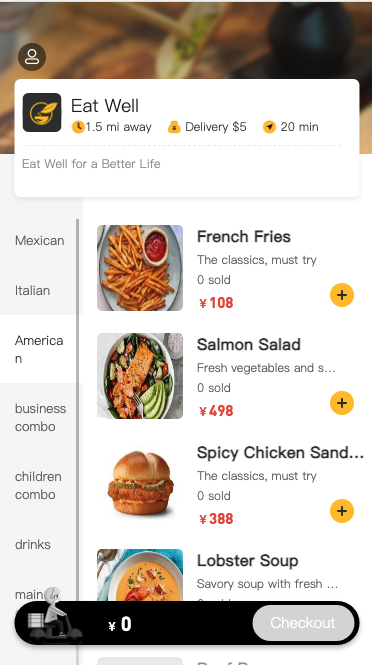 Eat Well
1.5 mi away Delivery $5 20 min
Eat Well for a Better Life
Mexican
Italian
America
n
business
combo
children
combo
drinks
main
French Fries
The classics, must try
0 sold
¥108
Salmon Salad
Fresh vegetables and s...
0 sold
¥498
Spicy Chicken Sand...
The classics, must try
0 sold
¥388
Lobster Soup
Savory soup with fresh ...
¥ 0
Checkout